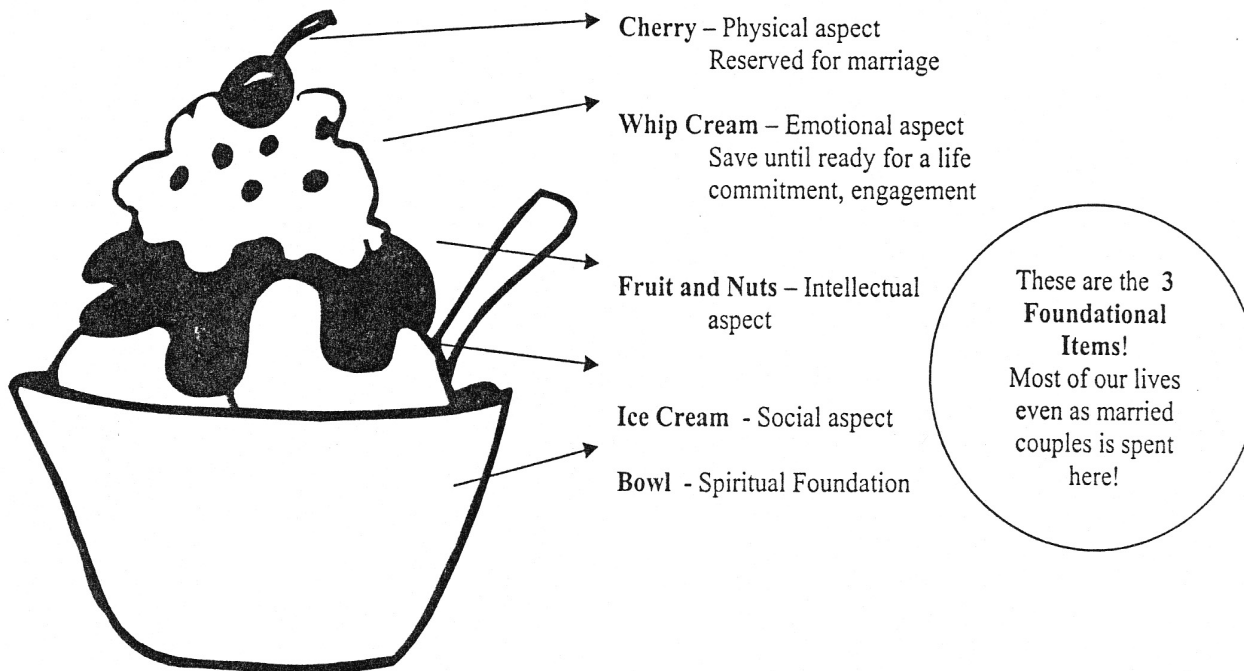 Cherry – Physical aspect
Reserved for marriage
Whip Cream – Emotional aspect
Save until ready for a life
commitment, engagement
Fruit and Nuts – Intellectual
aspect
Ice Cream - Social aspect
Bowl - Spiritual Foundation
These are the 3
Foundational
Items!
Most of our lives
even as married
couples is spent
here!